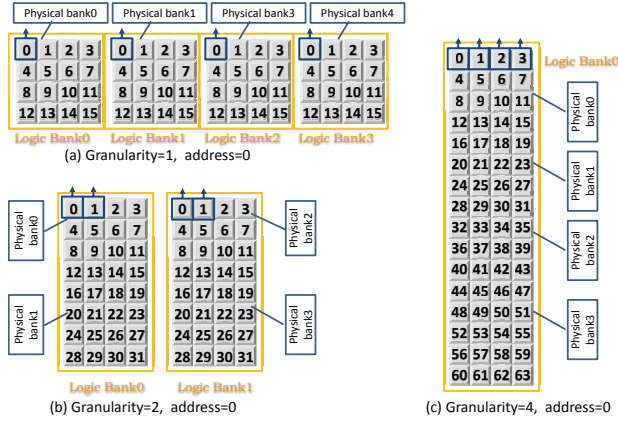 Physical bank0 Physical bank1 Physical bank3 Physical bank4
0 1 2 3 0 1 2 3 0 1 2 3 0 1 2 3
4 5 6 7 4 5 6 7 4 5 6 7 4 5 6 7
8 9 10 11 8 9 10 11 8 9 10 11 8 9 10 11
12 13 14 15 12 13 14 15 12 13 14 15 12 13 14 15
Logic Bank0 Logic Bank1 Logic Bank2 Logic Bank3
(a) Granularity=1, address=0
0 1 2 3 0 1 2 3
4 5 6 7 4 5 6 7
8 9 10 11 8 9 10 11
12 13 14 15 12 13 14 15
16 17 18 19 16 17 18 19
20 21 22 23 20 21 22 23
24 25 26 27 24 25 26 27
28 29 30 31 28 29 30 31
Physical
bank0
Physical
bank1
Physical
bank2
Physical
bank3
Logic Bank0 Logic Bank1
(b) Granularity=2, address=0
0 1 2 3
4 5 6 7
8 9 10 11
12 13 14 15
16 17 18 19
20 21 22 23
24 25 26 27
28 29 30 31
32 33 34 35
36 37 38 39
40 41 42 43
44 45 46 47
48 49 50 51
52 53 54 55
56 57 58 59
60 61 62 63
Logic Bank0
Physical
bank0
Physical
bank1
Physical
bank2
Physical
bank3
(c) Granularity=4, address=0